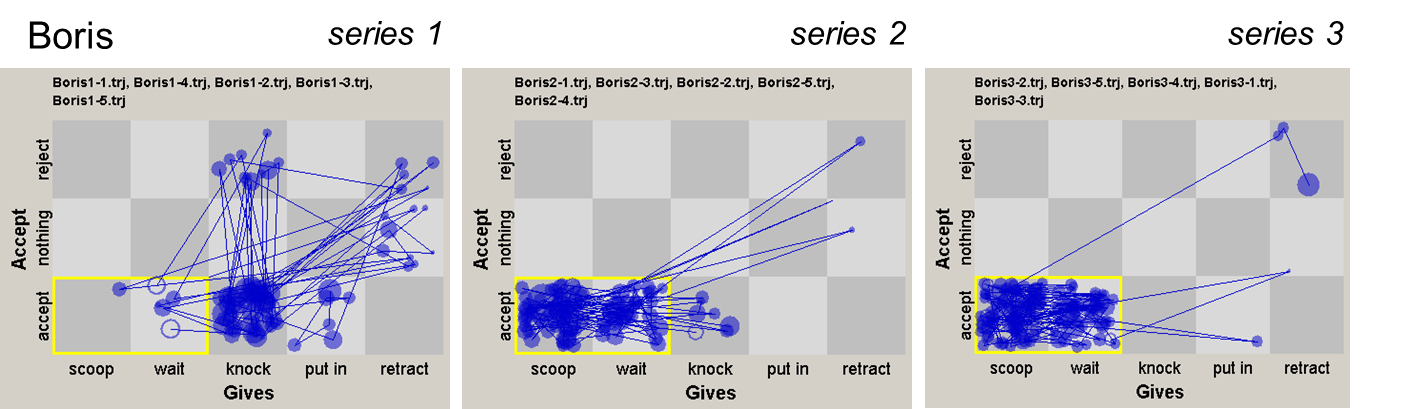 Boris
series 1
series 2
series 3
Boris1-1.trj, Boris1-4.trj, Boris1-2.trj, Boris1-3.trj,
Boris1-5.trj
Accept
reject
nothing
accept
scoop wait knock put in retract
Gives
Boris2-1.trj, Boris2-3.trj, Boris2-2.trj, Boris2-5.trj,
Boris2-4.trj
Accept
reject
nothing
accept
scoop wait knock put in retract
Gives
Boris3-2.trj, Boris3-5.trj, Boris3-4.trj, Boris3-1.trj,
Boris3-3.trj
Accept
reject
nothing
accept
scoop wait knock put in retract
Gives